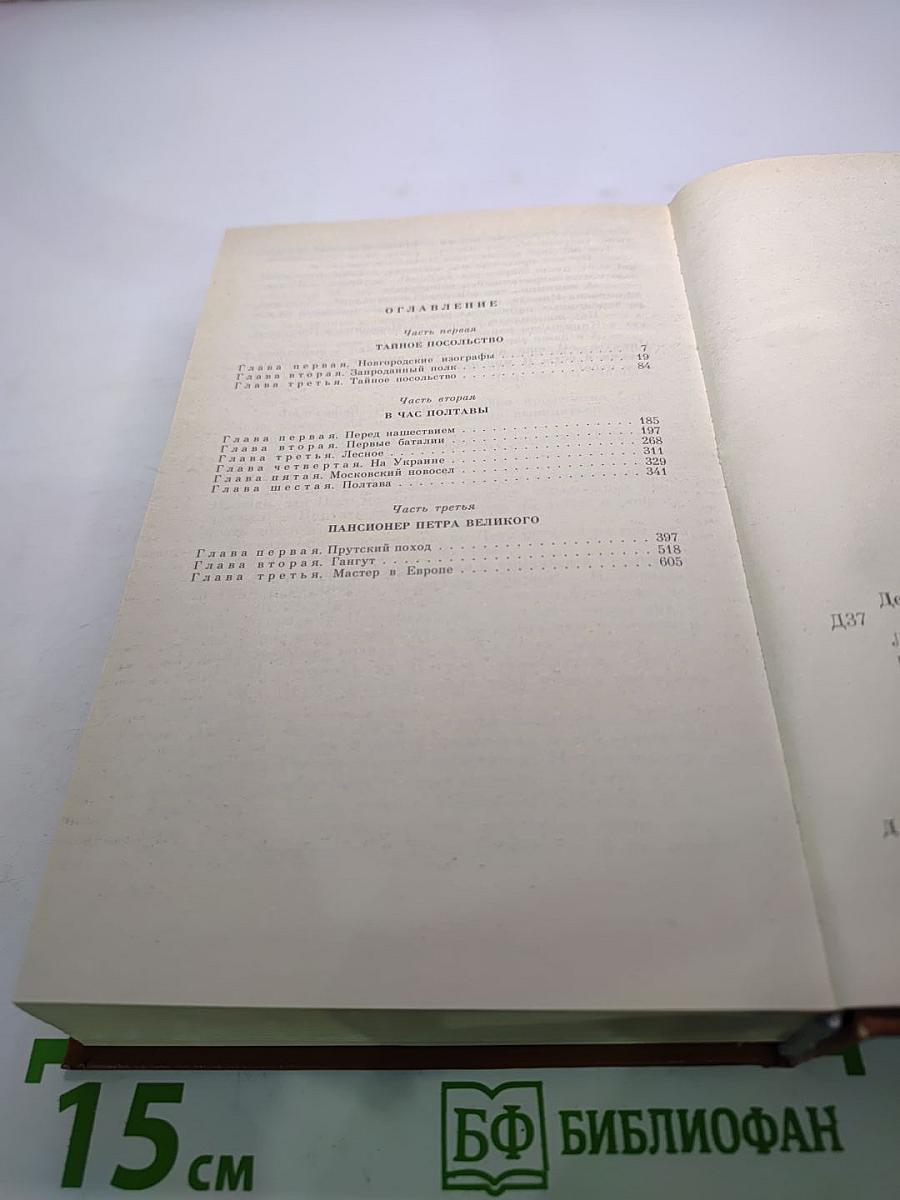 ОГЛАВЛЕНИЕ
Часть первая
ТАЙНОЕ ПОСОЛЬСТВО
Глава первая. Новгородские изографы . . . . . . . . . . . . 7
Глава вторая. Запроданный полк . . . . . . . . . . . . . . 19
Глава третья. Тайное посольство . . . . . . . . . . . . . . 84
Часть вторая
В ЧАС ПОЛТАВЫ
Глава первая. Перед нашествием . . . . . . . . . . . . . . 185
Глава вторая. Первые баталии . . . . . . . . . . . . . . 197
Глава третья. Лесное . . . . . . . . . . . . . . . . . . 268
Глава четвертая. На Украине . . . . . . . . . . . . . . 311
Глава пятая. Московский новосел . . . . . . . . . . . . . 329
Глава шестая. Полтава . . . . . . . . . . . . . . . . . 341
Часть третья
ПАНСИОНЕР ПЕТРА ВЕЛИКОГО
Глава первая. Прутский поход . . . . . . . . . . . . . . 397
Глава вторая. Гангут . . . . . . . . . . . . . . . . . . 518
Глава третья. Мастер в Европе . . . . . . . . . . . . . . 605
Д37
15 см
БФ БИБЛИОФАН